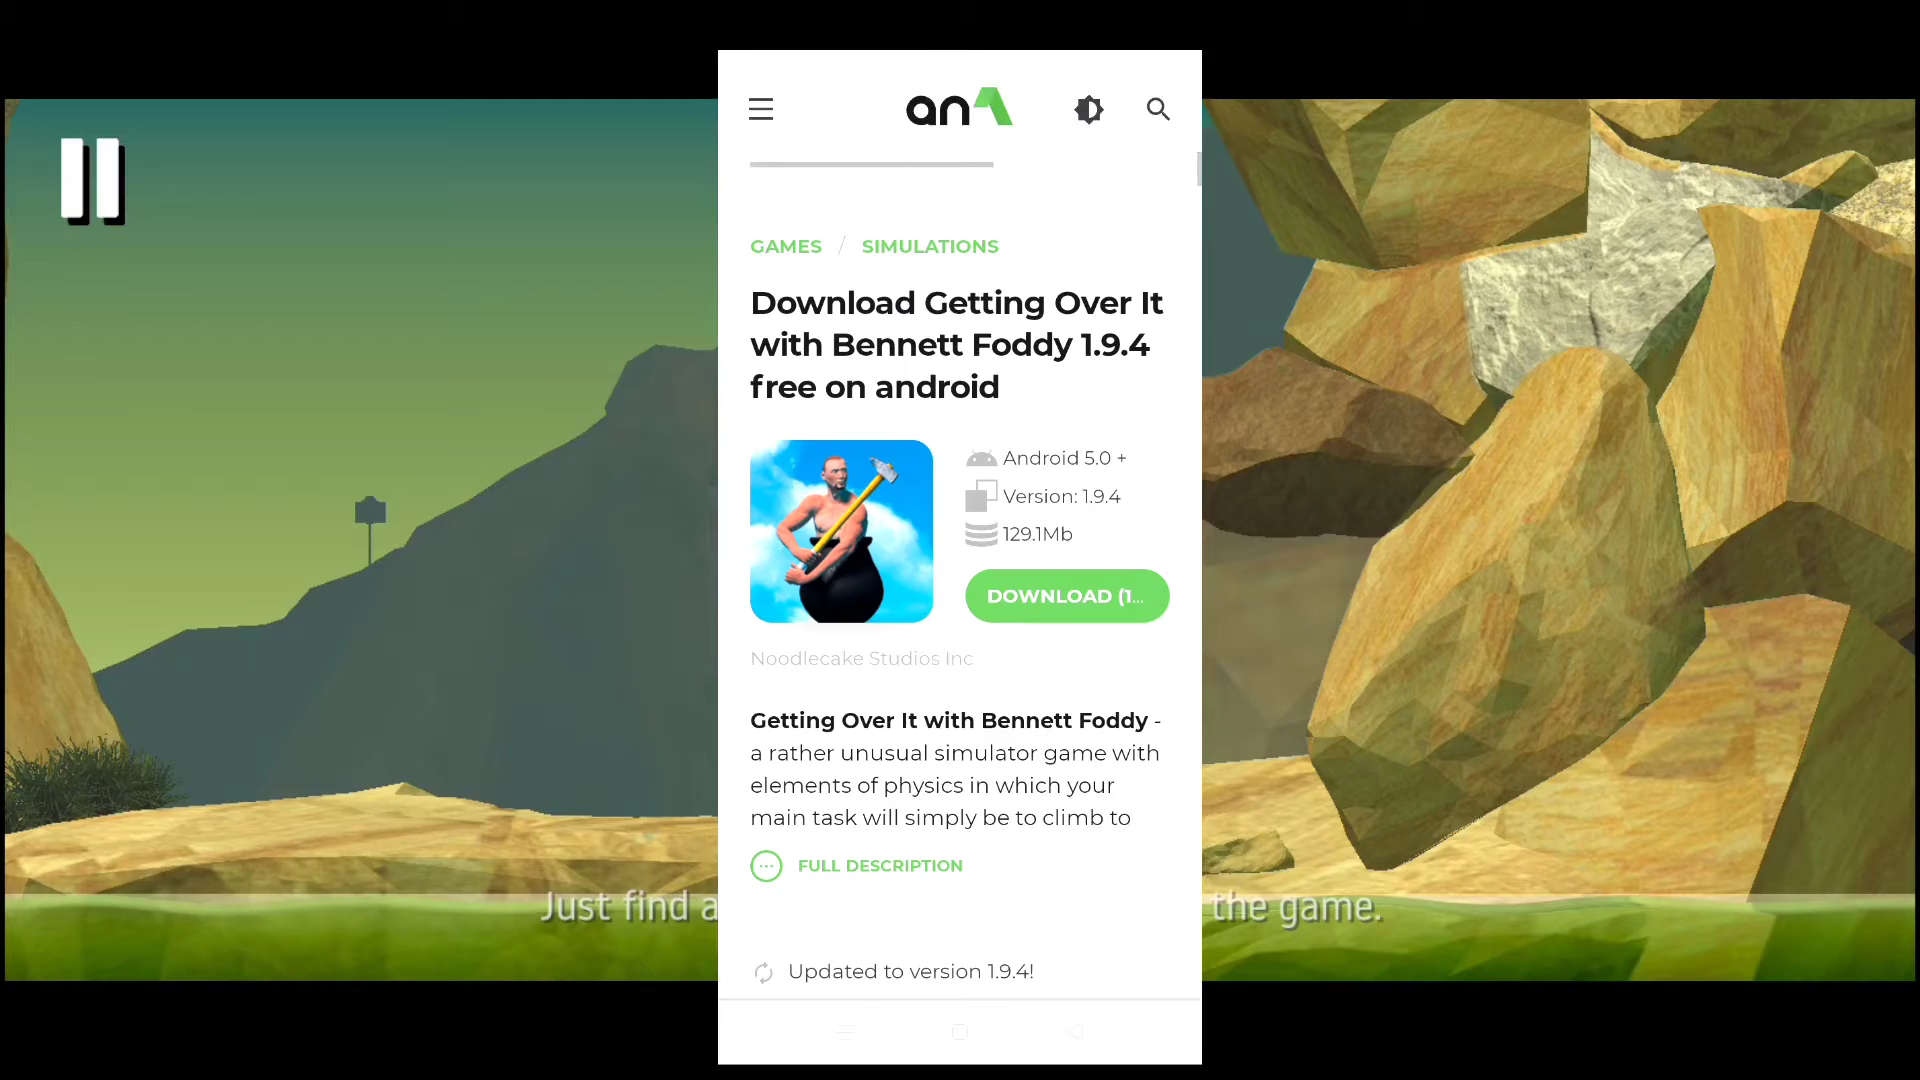 an
GAMES / SIMULATIONS
Download Getting Over It
with Bennett Foddy 1.9.4
free on android
Android 5.0 +
Version: 1.9.4
129.1Mb
DOWNLOAD (1...
Noodlecake Studios Inc
Getting Over It with Bennett Foddy -
a rather unusual simulator game with
elements of physics in which your
main task will simply be to climb to
FULL DESCRIPTION
Just find a the game.
Updated to version 1.9.4!